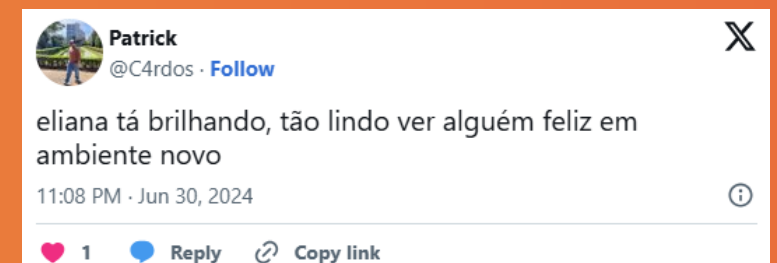 Patrick
@C4rdos · Follow
eliana tá brilhando, tão lindo ver alguém feliz em
ambiente novo
11:08 PM · Jun 30, 2024
1 Reply Copy link